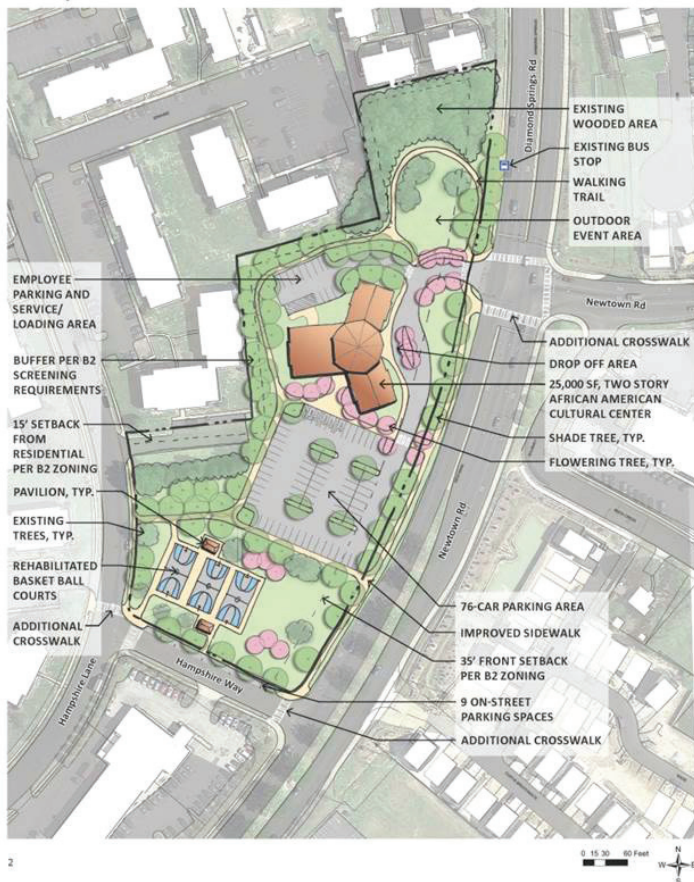 EXISTING
WOODED AREA
EXISTING BUS
STOP
WALKING
TRAIL
OUTDOOR
EVENT AREA
Diamond Springs Rd
Newtown Rd
EMPLOYEE
PARKING AND
SERVICE/
LOADING AREA
BUFFER PER B2
SCREENING
REQUIREMENTS
15' SETBACK
FROM
RESIDENTIAL
PER B2 ZONING
PAVILION, TYP.
EXISTING
TREES, TYP.
REHABILITATED
BASKET BALL
COURTS
ADDITIONAL
CROSSWALK
ADDITIONAL CROSSWALK
DROP OFF AREA
25,000 SF, TWO STORY
AFRICAN AMERICAN
CULTURAL CENTER
SHADE TREE, TYP.
FLOWERING TREE, TYP.
Newtown Rd
76-CAR PARKING AREA
IMPROVED SIDEWALK
35' FRONT SETBACK
PER B2 ZONING
9 ON-STREET
PARKING SPACES
ADDITIONAL CROSSWALK
Hampshire Lane
Hampshire Way
2
0 15 30 60 Feet
N
W E
S